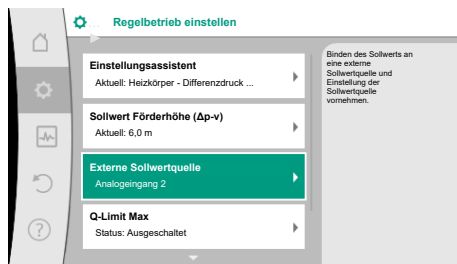 Regelbetrieb einstellen
Einstellungsassistent
Aktuell: Heizkörper - Differenzdruck ...
Sollwert Förderhöhe (Δp-v)
Aktuell: 6,0 m
Externe Sollwertquelle
Analogeingang 2
Q-Limit Max
Status: Ausgeschaltet
Binden des Sollwerts an
eine externe
Sollwertquelle und
Einstellung der
Sollwertquelle
vornehmen.